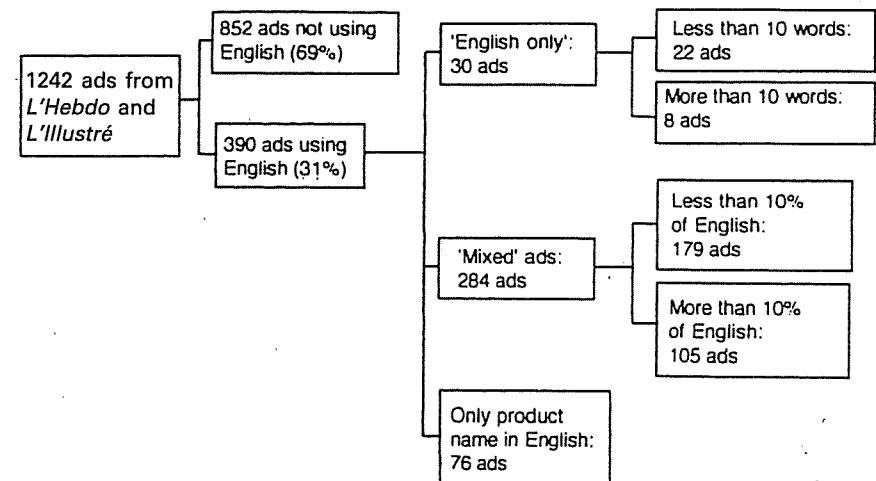 1242 ads from
L'Hebdo and
L'Illustré
852 ads not using
English (69%)
390 ads using
English (31%)
'English only':
30 ads
Less than 10 words:
22 ads
More than 10 words:
8 ads
'Mixed' ads:
284 ads
Less than 10%
of English:
179 ads
More than 10%
of English:
105 ads
Only product
name in English:
76 ads